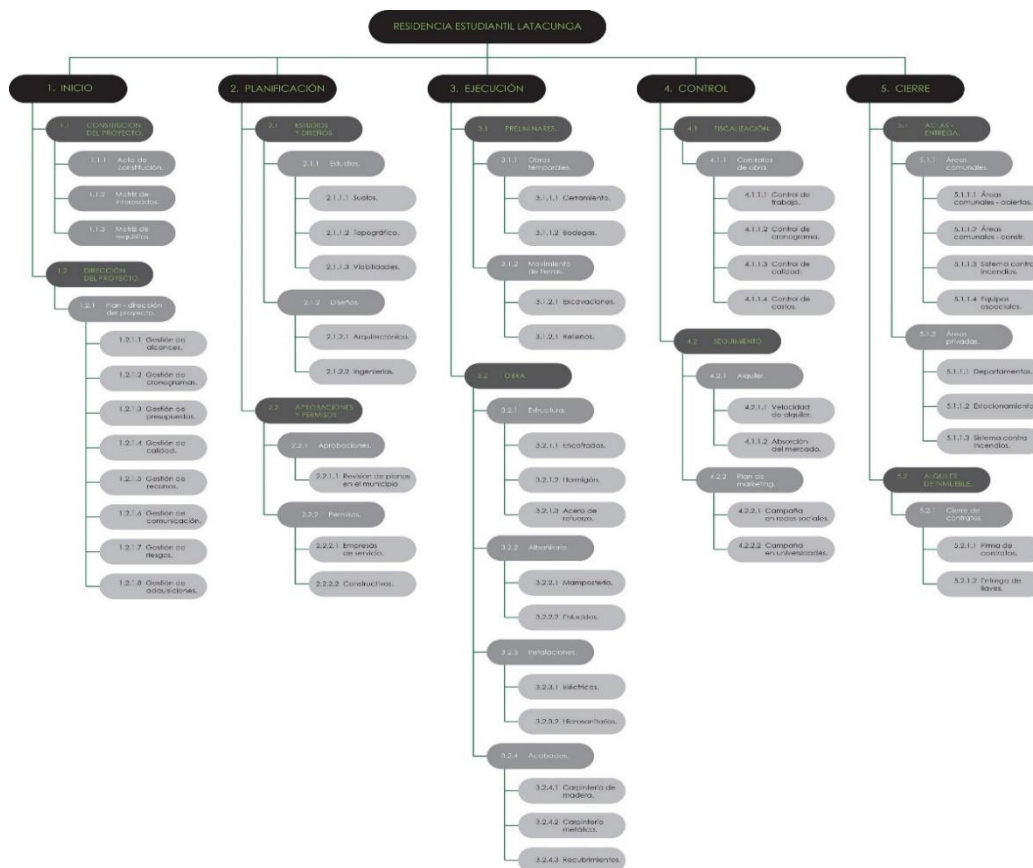 RESIDENCIA ESTUDIANTIL LATACUNGA
1. INICIO
1.1 CONSTITUCIÓN
DEL PROYECTO.
1.1.1 Acta de
constitución.
1.1.2 Matriz de
interesados.
1.1.3 Matriz de
requisitos.
1.2 DIRECCIÓN
DEL PROYECTO.
1.2.1 Plan - dirección
del proyecto.
1.2.1.1 Gestión de
alcances.
1.2.1.2 Gestión de
cronogramas.
1.2.1.3 Gestión de
presupuestos.
1.2.1.4 Gestión de
calidad.
1.2.1.5 Gestión de
recursos.
1.2.1.6 Gestión de
comunicación.
1.2.1.7 Gestión de
riesgos.
1.2.1.8 Gestión de
adquisiciones.
2. PLANIFICACIÓN
2.1 ESTUDIOS
Y DISEÑOS.
2.1.1 Estudios.
2.1.1.1 Suelos.
2.1.1.2 Topográfico.
2.1.1.3 Viabilidades.
2.1.2 Diseños.
2.1.2.1 Arquitectónico.
2.1.2.2 Ingenierías.
2.2 APROBACIONES
Y PERMISOS
2.2.1 Aprobaciones.
2.2.1.1 Revisión de planos
en el municipio
2.2.2 Permisos.
2.2.2.1 Empresas
de servicio.
2.2.2.2 Constructivos.
3. EJECUCIÓN
3.1 PRELIMINARES.
3.1.1 Obras
temporales.
3.1.1.1 Cerramiento.
3.1.1.2 Bodegas.
3.1.2 Movimiento
de tierras.
3.1.2.1 Excavaciones.
3.1.2.1 Rellenos.
3.2 OBRA.
3.2.1 Estructura
3.2.1.1 Encofrados.
3.2.1.2 Hormigón.
3.2.1.3 Acero de
refuerzo.
3.2.2 Albañilería.
3.2.2.1 Mampostería.
3.2.2.2 Enlucidos.
3.2.3 Instalaciones.
3.2.3.1 Eléctricas.
3.2.3.2 Hidrosanitarias.
3.2.4 Acabados.
3.2.4.1 Carpintería de
madera.
3.2.4.2 Carpintería
metálica.
3.2.4.3 Recubrimientos.
4. CONTROL
4.1 FISCALIZACIÓN.
4.1.1 Contratos
de obra.
4.1.1.1 Control de
trabajo.
4.1.1.2 Control de
cronograma.
4.1.1.3 Control de
calidad.
4.1.1.4 Control de
costos.
4.2 SEGUIMIENTO
4.2.1 Alquiler.
4.2.1.1 Velocidad
de alquiler.
4.1.1.2 Absorción
del mercado.
4.2.2 Plan de
marketing.
4.2.2.1 Campaña
en redes sociales.
4.2.2.2 Campaña
en universidades.
5. CIERRE
5.1 ACTAS -
ENTREGA.
5.1.1 Áreas
comunales.
5.1.1.1 Áreas
comunales - abiertas.
5.1.1.2 Áreas
comunales - constr.
5.1.1.3 Sistema contra
incendios.
5.1.1.4 Equipos
especiales.
5.1.2 Áreas
privadas.
5.1.1.1 Departamentos.
5.1.1.2 Estacionamiento.
5.1.1.3 Sistema contra
incendios.
5.2 ALQUILER
DE INMUEBLE.
5.2.1 Cierre de
contratos.
5.2.1.1 Firma de
contratos.
5.2.1.2 Entrega de
llaves.